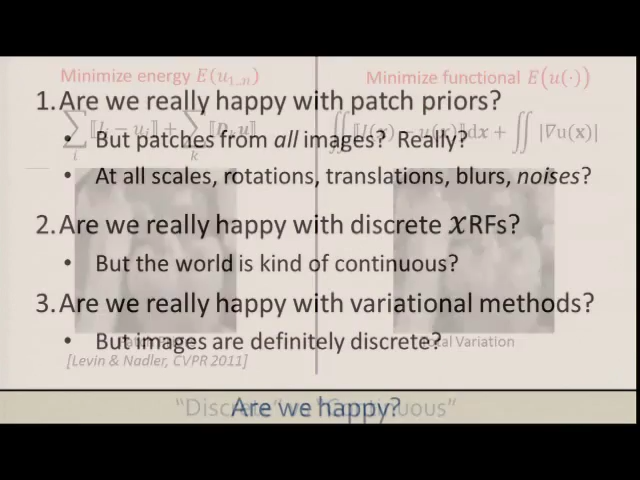 Minimize energy E(u₁..ₙ)
Minimize functional E(u(·))
1. Are we really happy with patch priors?
• But patches from all images? Really?
• At all scales, rotations, translations, blurs, noises?
2. Are we really happy with discrete 𝒳RFs?
• But the world is kind of continuous?
3. Are we really happy with variational methods?
• But images are definitely discrete?
Variation
[Levin & Nadler, CVPR 2011]
Are we happy?